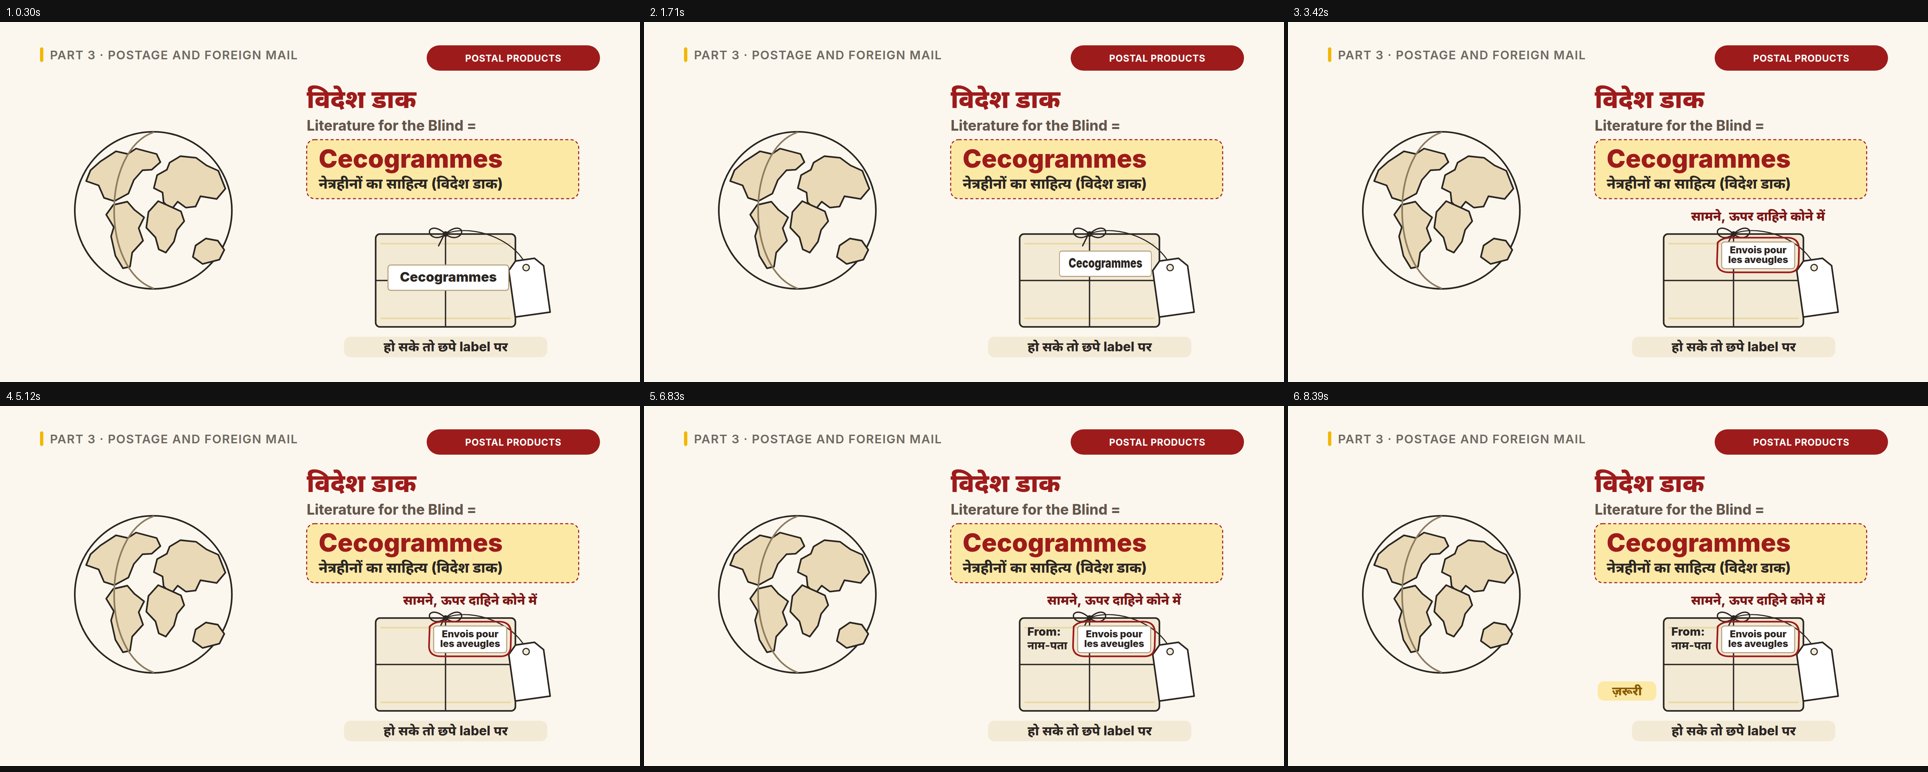 1. 0.30s
PART 3 · POSTAGE AND FOREIGN MAIL
POSTAL PRODUCTS
विदेश डाक
Literature for the Blind =
Cecogrammes
नेत्रहीनों का साहित्य (विदेश डाक)
Cecogrammes
हो सके तो छपे label पर
2. 1.71s
PART 3 · POSTAGE AND FOREIGN MAIL
POSTAL PRODUCTS
विदेश डाक
Literature for the Blind =
Cecogrammes
नेत्रहीनों का साहित्य (विदेश डाक)
Cecogrammes
हो सके तो छपे label पर
3. 3.42s
PART 3 · POSTAGE AND FOREIGN MAIL
POSTAL PRODUCTS
विदेश डाक
Literature for the Blind =
Cecogrammes
नेत्रहीनों का साहित्य (विदेश डाक)
सामने, ऊपर दाहिने कोने में
Envois pour
les aveugles
हो सके तो छपे label पर
4. 5.12s
PART 3 · POSTAGE AND FOREIGN MAIL
POSTAL PRODUCTS
विदेश डाक
Literature for the Blind =
Cecogrammes
नेत्रहीनों का साहित्य (विदेश डाक)
सामने, ऊपर दाहिने कोने में
Envois pour
les aveugles
हो सके तो छपे label पर
5. 6.83s
PART 3 · POSTAGE AND FOREIGN MAIL
POSTAL PRODUCTS
विदेश डाक
Literature for the Blind =
Cecogrammes
नेत्रहीनों का साहित्य (विदेश डाक)
सामने, ऊपर दाहिने कोने में
From:
नाम-पता
Envois pour
les aveugles
हो सके तो छपे label पर
6. 8.39s
PART 3 · POSTAGE AND FOREIGN MAIL
POSTAL PRODUCTS
विदेश डाक
Literature for the Blind =
Cecogrammes
नेत्रहीनों का साहित्य (विदेश डाक)
सामने, ऊपर दाहिने कोने में
From:
नाम-पता
Envois pour
les aveugles
ज़रूरी
हो सके तो छपे label पर